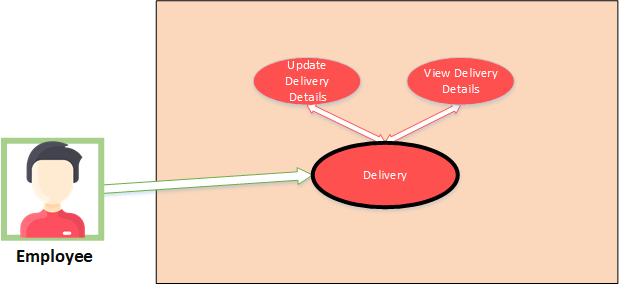 Update
Delivery
Details
View Delivery
Details
Delivery
Employee